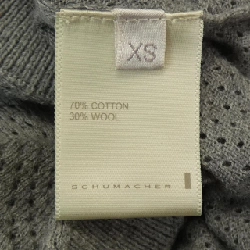 XS
70% COTTON
30% WOOL
SCHUMACHER